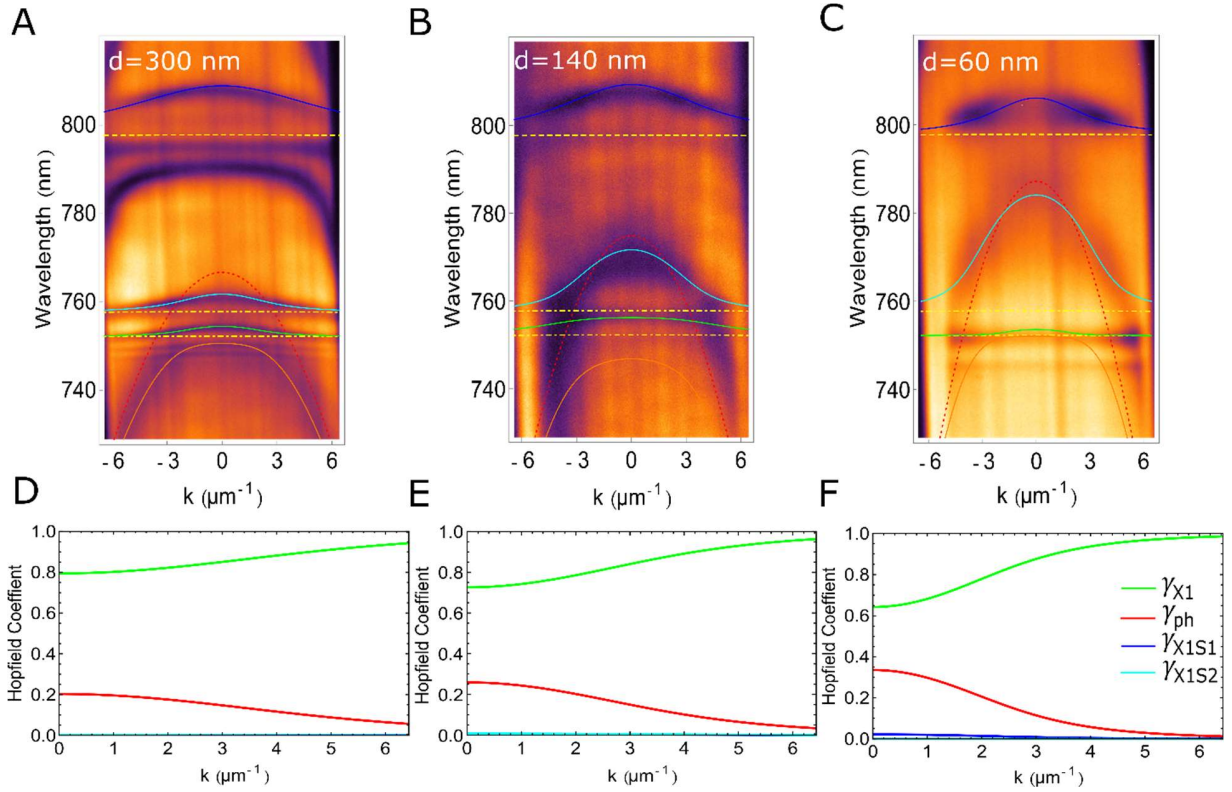 A
B
C
d=300 nm
d=140 nm
d=60 nm
Wavelength (nm)
800
780
760
740
-6 -3 0 3 6
k (µm⁻¹)
Wavelength (nm)
800
780
760
740
-6 -3 0 3 6
k (µm⁻¹)
Wavelength (nm)
800
780
760
740
-6 -3 0 3 6
k (µm⁻¹)
D
E
F
Hopfield Coefficient
1.0
0.8
0.6
0.4
0.2
0.0
0 1 2 3 4 5 6
k (µm⁻¹)
Hopfield Coefficient
1.0
0.8
0.6
0.4
0.2
0.0
0 1 2 3 4 5 6
k (µm⁻¹)
Hopfield Coefficient
1.0
0.8
0.6
0.4
0.2
0.0
0 1 2 3 4 5 6
k (µm⁻¹)
γX1
γph
γX1S1
γX1S2